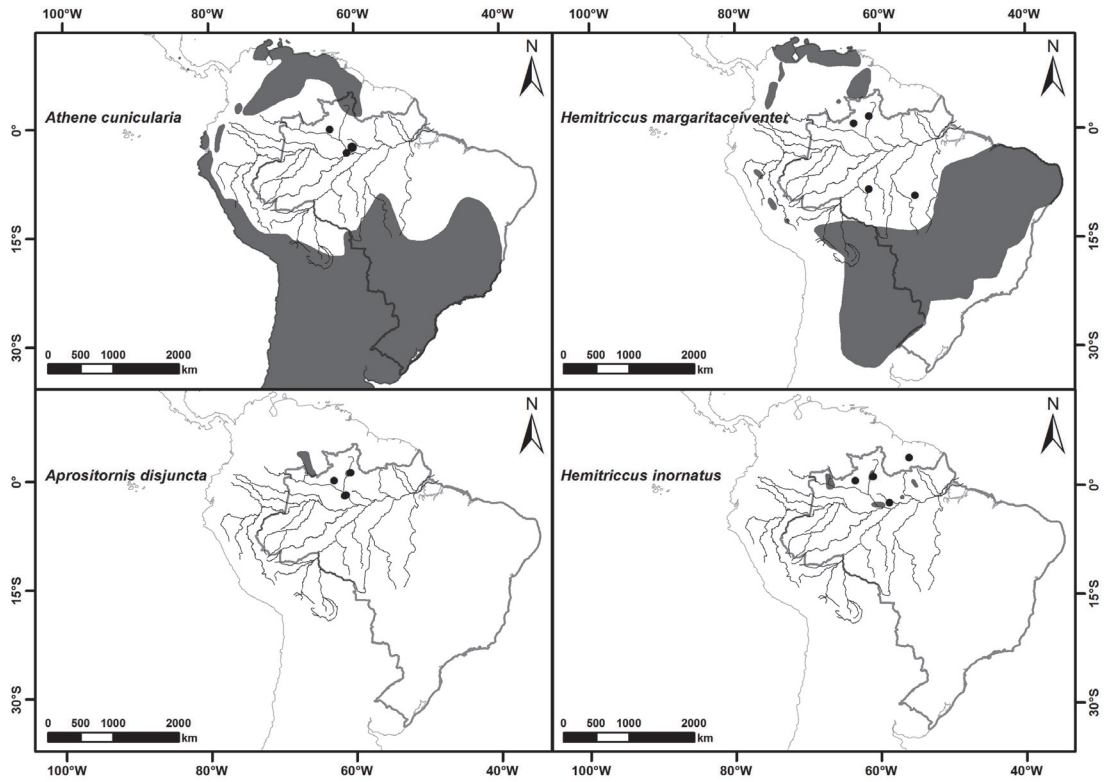 100°W 80°W 60°W 40°W 100°W 80°W 60°W 40°W
N
Athene cunicularia
0°
15°S
30°S
0 500 1000 2000
km
N
Hemitriccus margaritaceiventer
0°
15°S
30°S
0 500 1000 2000
km
N
Aprositornis disjuncta
0°
15°S
30°S
0 500 1000 2000
km
N
Hemitriccus inornatus
0°
15°S
30°S
0 500 1000 2000
km
100°W 80°W 60°W 40°W 100°W 80°W 60°W 40°W